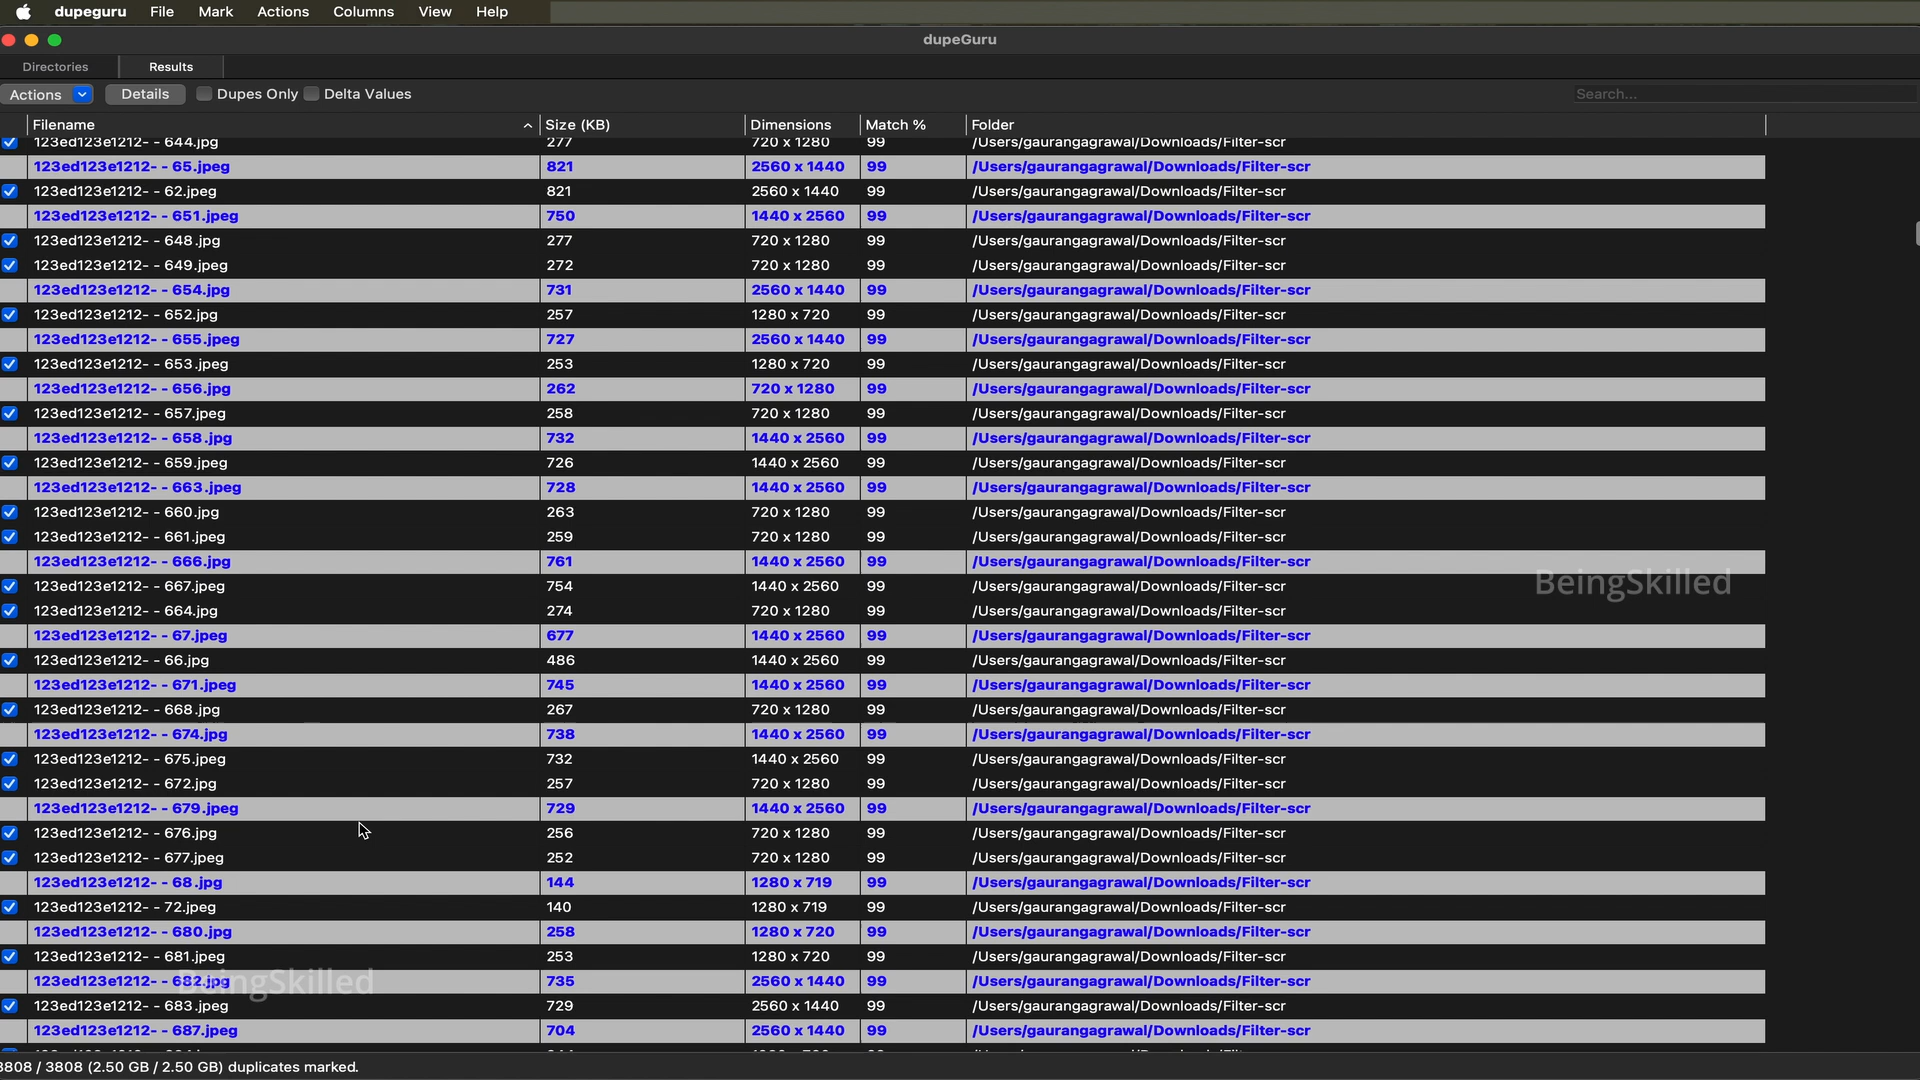 dupeguru File Mark Actions Columns View Help
dupeGuru
Directories Results
Actions Details Dupes Only Delta Values Search...
Filename Size (KB) Dimensions Match % Folder
123ed123e1212- - 644.jpg 277 720 x 1280 99 /Users/gaurangagrawal/Downloads/Filter-scr
123ed123e1212- - 65.jpeg 821 2560 x 1440 99 /Users/gaurangagrawal/Downloads/Filter-scr
123ed123e1212- - 62.jpeg 821 2560 x 1440 99 /Users/gaurangagrawal/Downloads/Filter-scr
123ed123e1212- - 651.jpeg 750 1440 x 2560 99 /Users/gaurangagrawal/Downloads/Filter-scr
123ed123e1212- - 648.jpg 277 720 x 1280 99 /Users/gaurangagrawal/Downloads/Filter-scr
123ed123e1212- - 649.jpeg 272 720 x 1280 99 /Users/gaurangagrawal/Downloads/Filter-scr
123ed123e1212- - 654.jpg 731 2560 x 1440 99 /Users/gaurangagrawal/Downloads/Filter-scr
123ed123e1212- - 652.jpg 257 1280 x 720 99 /Users/gaurangagrawal/Downloads/Filter-scr
123ed123e1212- - 655.jpeg 727 2560 x 1440 99 /Users/gaurangagrawal/Downloads/Filter-scr
123ed123e1212- - 653.jpeg 253 1280 x 720 99 /Users/gaurangagrawal/Downloads/Filter-scr
123ed123e1212- - 656.jpg 262 720 x 1280 99 /Users/gaurangagrawal/Downloads/Filter-scr
123ed123e1212- - 657.jpeg 258 720 x 1280 99 /Users/gaurangagrawal/Downloads/Filter-scr
123ed123e1212- - 658.jpg 732 1440 x 2560 99 /Users/gaurangagrawal/Downloads/Filter-scr
123ed123e1212- - 659.jpeg 726 1440 x 2560 99 /Users/gaurangagrawal/Downloads/Filter-scr
123ed123e1212- - 663.jpeg 728 1440 x 2560 99 /Users/gaurangagrawal/Downloads/Filter-scr
123ed123e1212- - 660.jpg 263 720 x 1280 99 /Users/gaurangagrawal/Downloads/Filter-scr
123ed123e1212- - 661.jpeg 259 720 x 1280 99 /Users/gaurangagrawal/Downloads/Filter-scr
123ed123e1212- - 666.jpg 761 1440 x 2560 99 /Users/gaurangagrawal/Downloads/Filter-scr
123ed123e1212- - 667.jpeg 754 1440 x 2560 99 /Users/gaurangagrawal/Downloads/Filter-scr
BeingSkilled
123ed123e1212- - 664.jpg 274 720 x 1280 99 /Users/gaurangagrawal/Downloads/Filter-scr
123ed123e1212- - 67.jpeg 677 1440 x 2560 99 /Users/gaurangagrawal/Downloads/Filter-scr
123ed123e1212- - 66.jpg 486 1440 x 2560 99 /Users/gaurangagrawal/Downloads/Filter-scr
123ed123e1212- - 671.jpeg 745 1440 x 2560 99 /Users/gaurangagrawal/Downloads/Filter-scr
123ed123e1212- - 668.jpg 267 720 x 1280 99 /Users/gaurangagrawal/Downloads/Filter-scr
123ed123e1212- - 674.jpg 738 1440 x 2560 99 /Users/gaurangagrawal/Downloads/Filter-scr
123ed123e1212- - 675.jpeg 732 1440 x 2560 99 /Users/gaurangagrawal/Downloads/Filter-scr
123ed123e1212- - 672.jpg 257 720 x 1280 99 /Users/gaurangagrawal/Downloads/Filter-scr
123ed123e1212- - 679.jpeg 729 1440 x 2560 99 /Users/gaurangagrawal/Downloads/Filter-scr
123ed123e1212- - 676.jpg 256 720 x 1280 99 /Users/gaurangagrawal/Downloads/Filter-scr
123ed123e1212- - 677.jpeg 252 720 x 1280 99 /Users/gaurangagrawal/Downloads/Filter-scr
123ed123e1212- - 68.jpg 144 1280 x 719 99 /Users/gaurangagrawal/Downloads/Filter-scr
123ed123e1212- - 72.jpeg 140 1280 x 719 99 /Users/gaurangagrawal/Downloads/Filter-scr
123ed123e1212- - 680.jpg 258 1280 x 720 99 /Users/gaurangagrawal/Downloads/Filter-scr
123ed123e1212- - 681.jpeg 253 1280 x 720 99 /Users/gaurangagrawal/Downloads/Filter-scr
123ed123e1212- - 682.jpg 735 2560 x 1440 99 /Users/gaurangagrawal/Downloads/Filter-scr
BeingSkilled
123ed123e1212- - 683.jpeg 729 2560 x 1440 99 /Users/gaurangagrawal/Downloads/Filter-scr
123ed123e1212- - 687.jpeg 704 2560 x 1440 99 /Users/gaurangagrawal/Downloads/Filter-scr
3808 / 3808 (2.50 GB / 2.50 GB) duplicates marked.